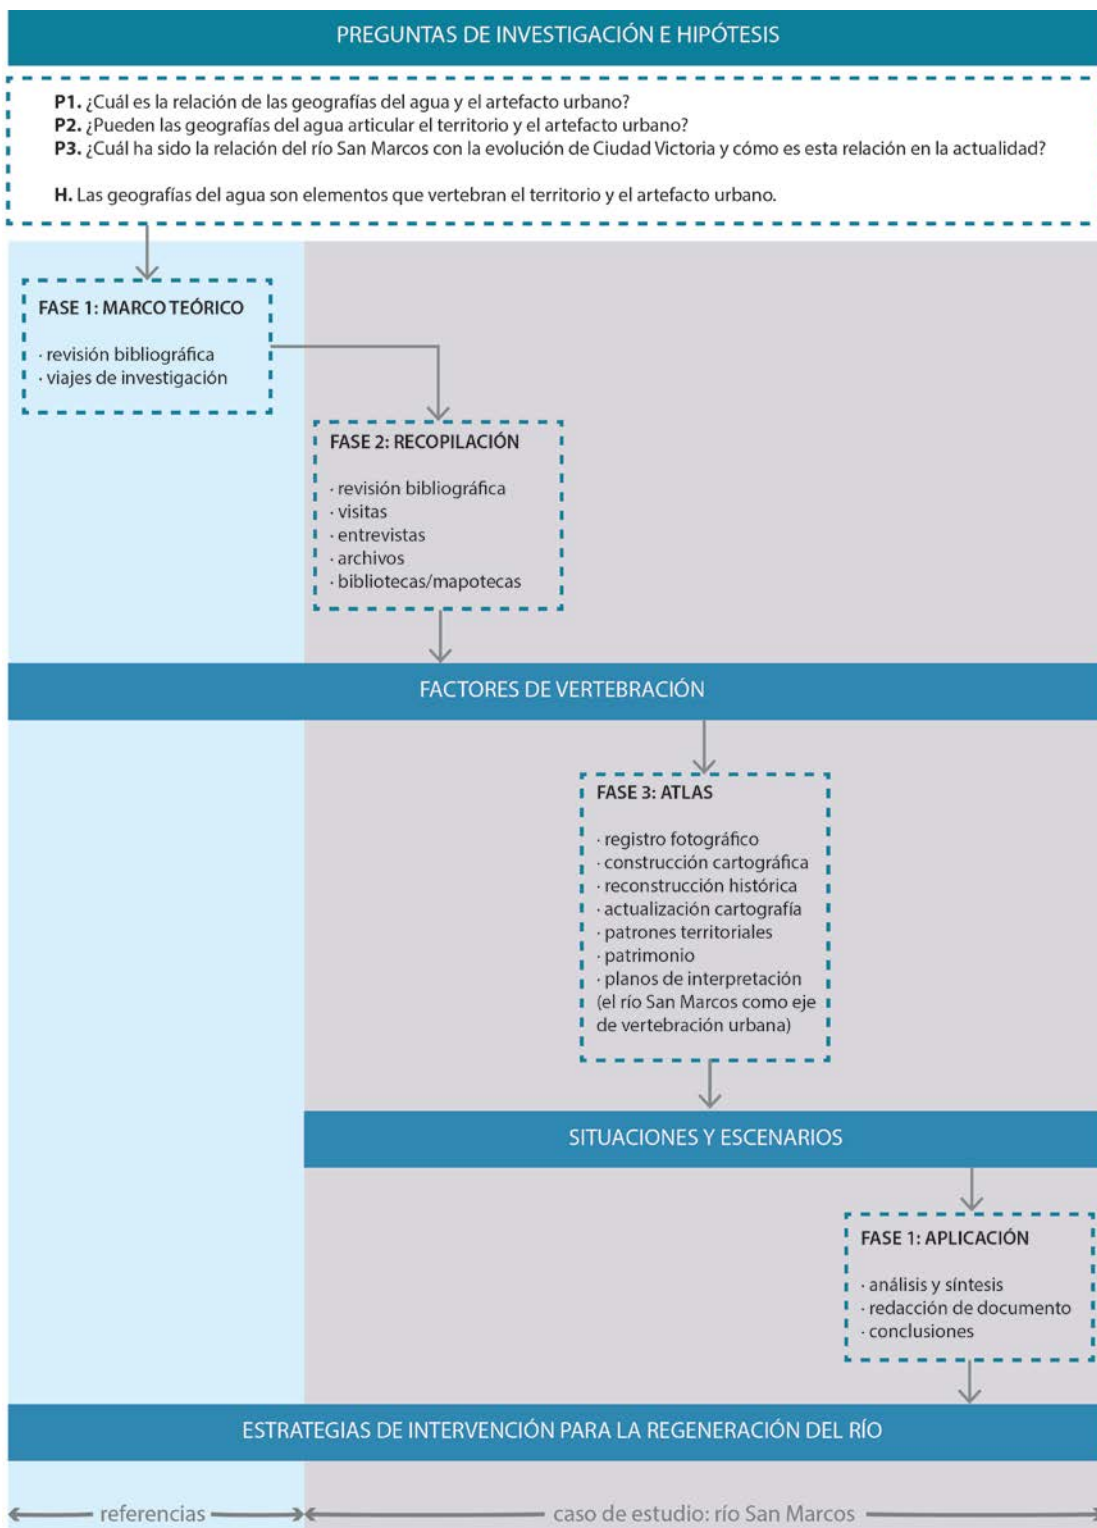 PREGUNTAS DE INVESTIGACIÓN E HIPÓTESIS
P1. ¿Cuál es la relación de las geografías del agua y el artefacto urbano?
P2. ¿Pueden las geografías del agua articular el territorio y el artefacto urbano?
P3. ¿Cuál ha sido la relación del río San Marcos con la evolución de Ciudad Victoria y cómo es esta relación en la actualidad?
H. Las geografías del agua son elementos que vertebran el territorio y el artefacto urbano.
FASE 1: MARCO TEÓRICO
· revisión bibliográfica
· viajes de investigación
FASE 2: RECOPILACIÓN
· revisión bibliográfica
· visitas
· entrevistas
· archivos
· bibliotecas/mapotecas
FACTORES DE VERTEBRACIÓN
FASE 3: ATLAS
· registro fotográfico
· construcción cartográfica
· reconstrucción histórica
· actualización cartografía
· patrones territoriales
· patrimonio
· planos de interpretación
(el río San Marcos como eje
de vertebración urbana)
SITUACIONES Y ESCENARIOS
FASE 1: APLICACIÓN
· análisis y síntesis
· redacción de documento
· conclusiones
ESTRATEGIAS DE INTERVENCIÓN PARA LA REGENERACIÓN DEL RÍO
referencias
caso de estudio: río San Marcos